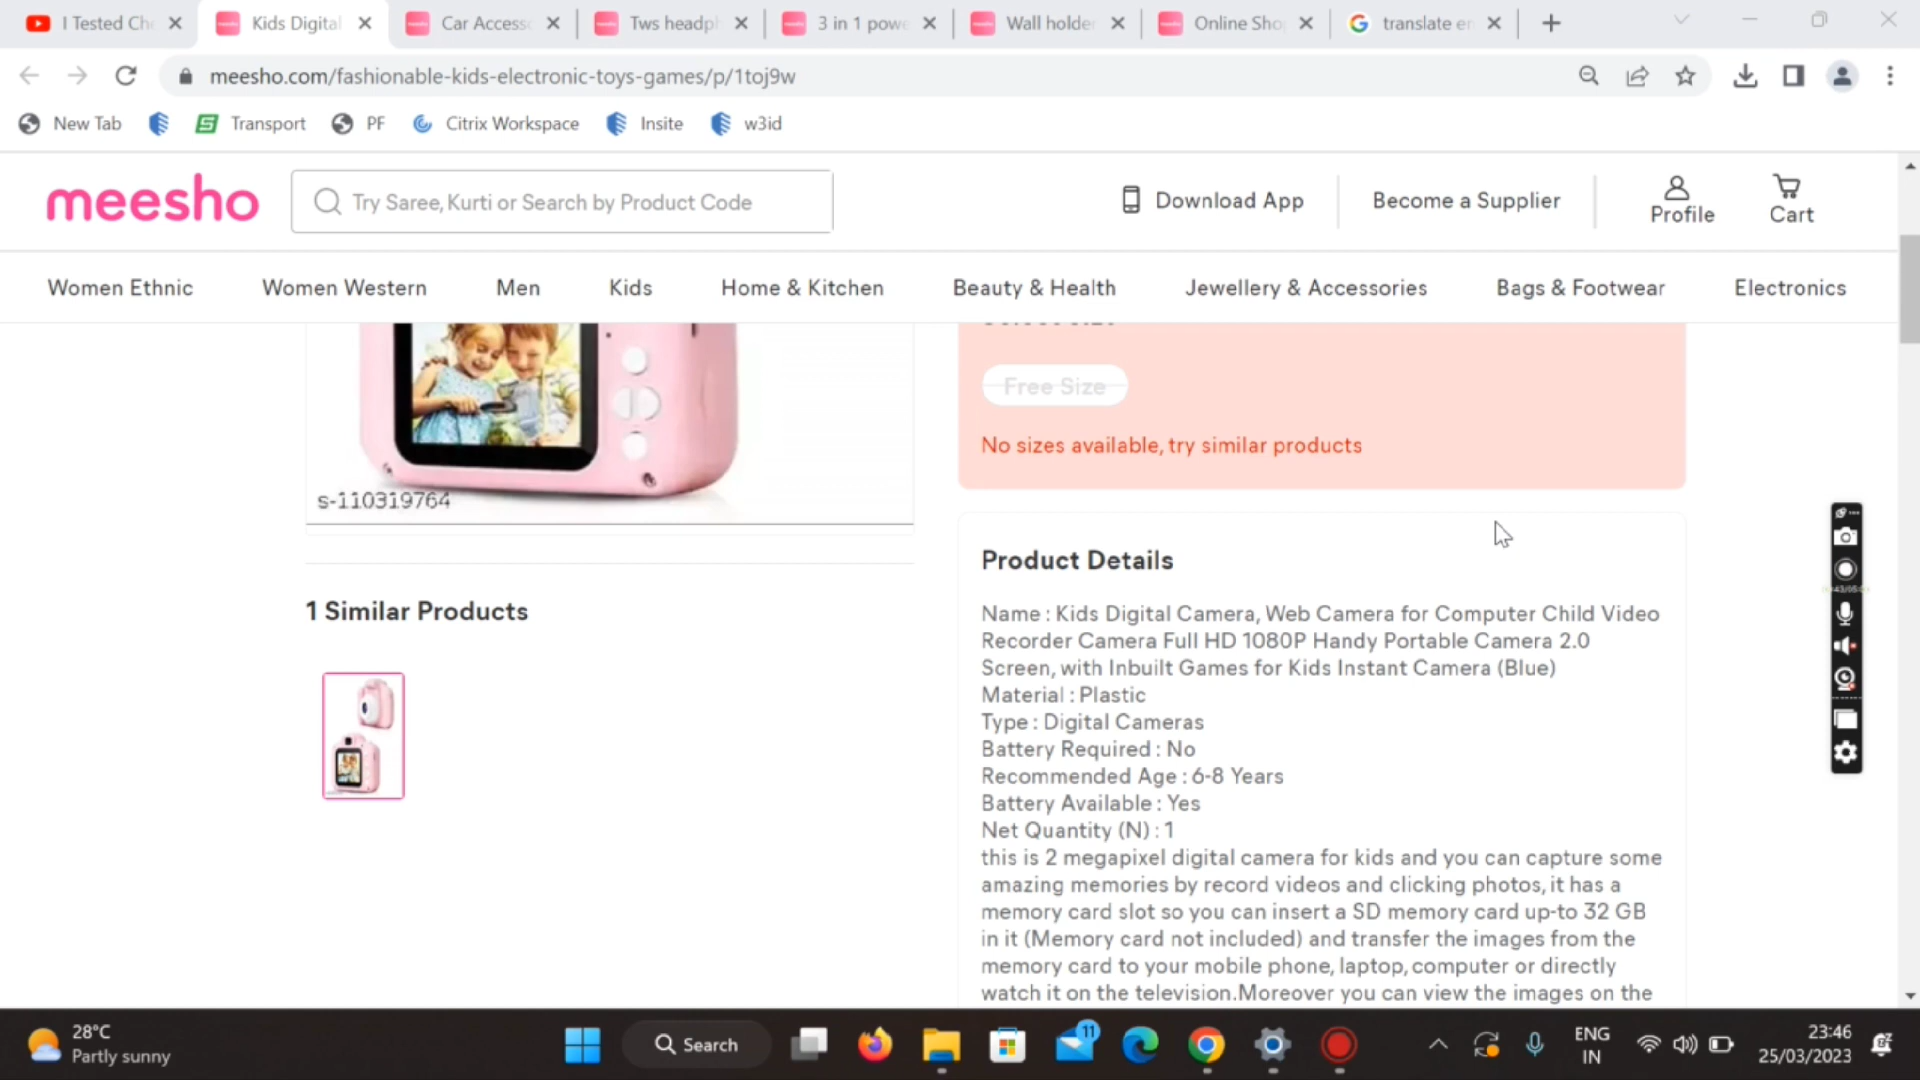 I Tested Che
Kids Digital
Car Accesso
Tws headph
3 in 1 powe
Wall holder
Online Shop
translate en
meesho.com/fashionable-kids-electronic-toys-games/p/1toj9w
New Tab
Transport
PF
Citrix Workspace
Insite
w3id
meesho
Try Saree, Kurti or Search by Product Code
Download App
Become a Supplier
Profile
Cart
Women Ethnic
Women Western
Men
Kids
Home & Kitchen
Beauty & Health
Jewellery & Accessories
Bags & Footwear
Electronics
Free Size
No sizes available, try similar products
s-110319764
1 Similar Products
Product Details
Name : Kids Digital Camera, Web Camera for Computer Child Video
Recorder Camera Full HD 1080P Handy Portable Camera 2.0
Screen, with Inbuilt Games for Kids Instant Camera (Blue)
Material : Plastic
Type : Digital Cameras
Battery Required : No
Recommended Age : 6-8 Years
Battery Available : Yes
Net Quantity (N) : 1
this is 2 megapixel digital camera for kids and you can capture some
amazing memories by record videos and clicking photos, it has a
memory card slot so you can insert a SD memory card up-to 32 GB
in it (Memory card not included) and transfer the images from the
memory card to your mobile phone, laptop, computer or directly
watch it on the television.Moreover you can view the images on the
28°C
Partly sunny
Search
11
ENG
IN
23:46
25/03/2023